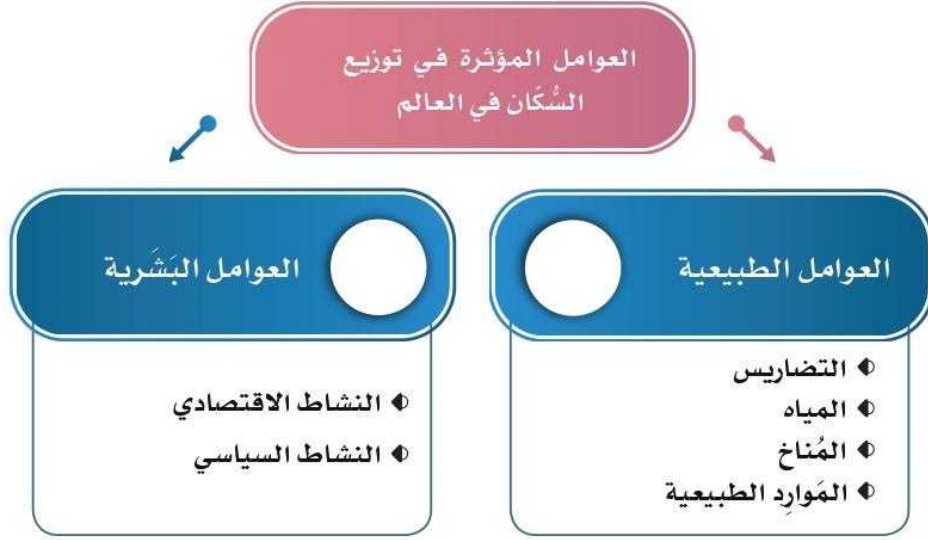 العوامل المؤثرة في توزيع
السُّكَان في العالم
العوامل الطبيعية
التضاريس
المياه
المُناخ
المَوارِد الطبيعية
العوامل البَشَرية
النشاط الاقتصادي
النشاط السياسي